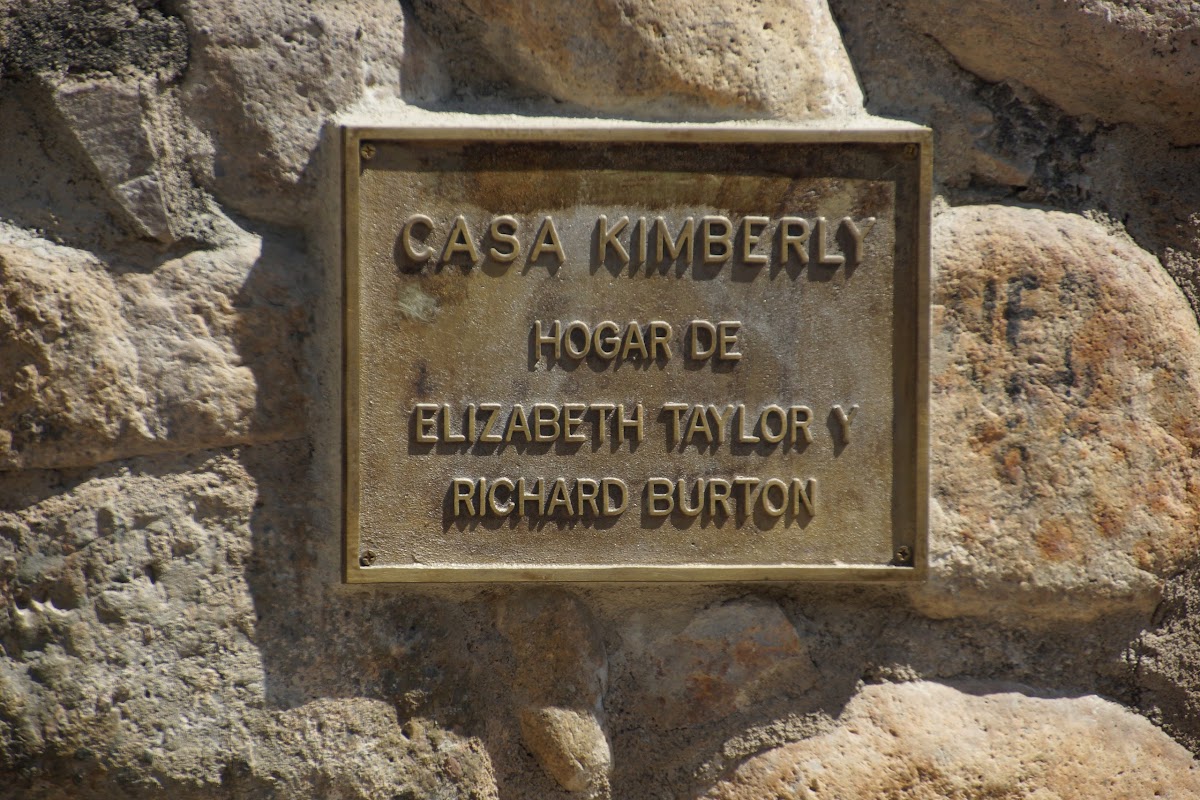 CASA KIMBERLY
HOGAR DE
ELIZABETH TAYLOR Y
RICHARD BURTON